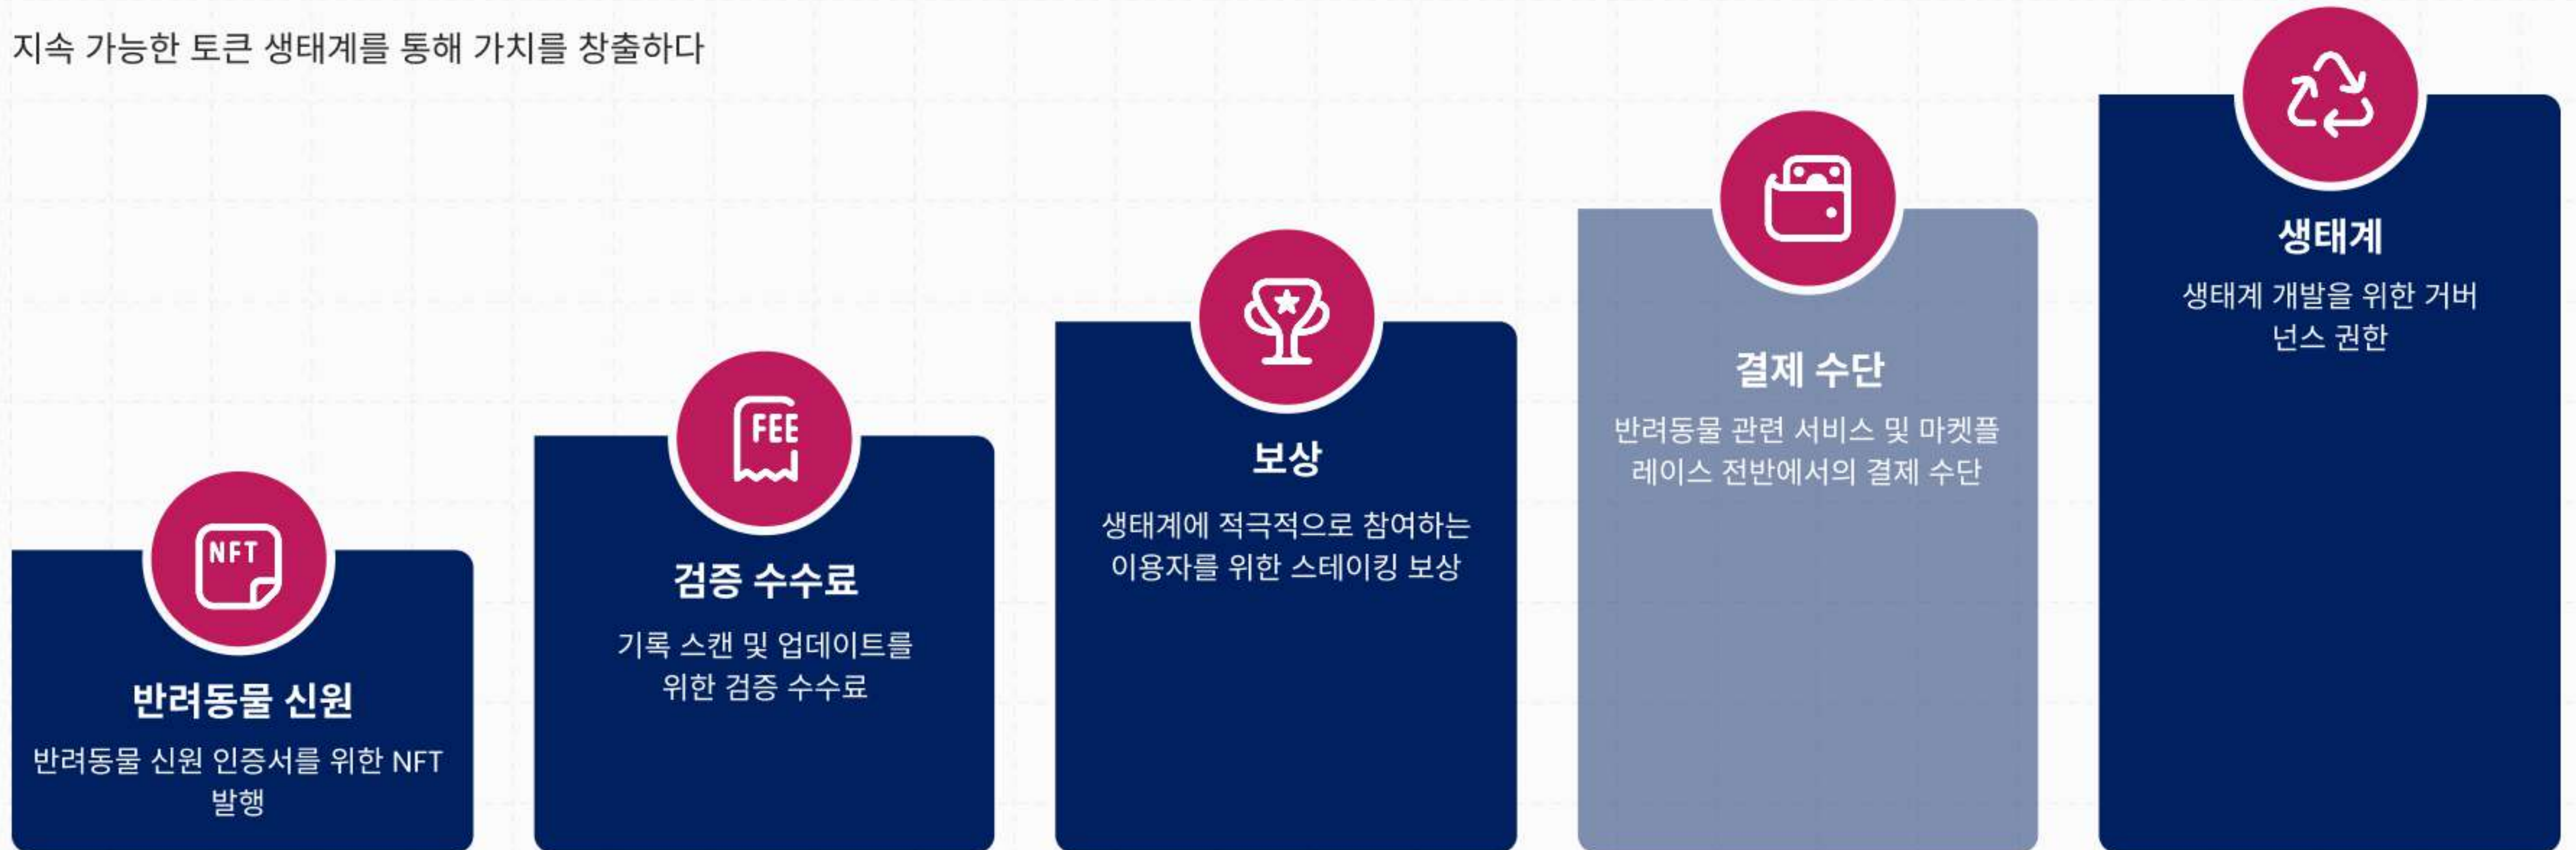 지속 가능한 토큰 생태계를 통해 가치를 창출하다
NFT
반려동물 신원
반려동물 신원 인증서를 위한 NFT
발행
FEE
검증 수수료
기록 스캔 및 업데이트를
위한 검증 수수료
보상
생태계에 적극적으로 참여하는
이용자를 위한 스테이킹 보상
결제 수단
반려동물 관련 서비스 및 마켓플
레이스 전반에서의 결제 수단
생태계
생태계 개발을 위한 거버
넌스 권한